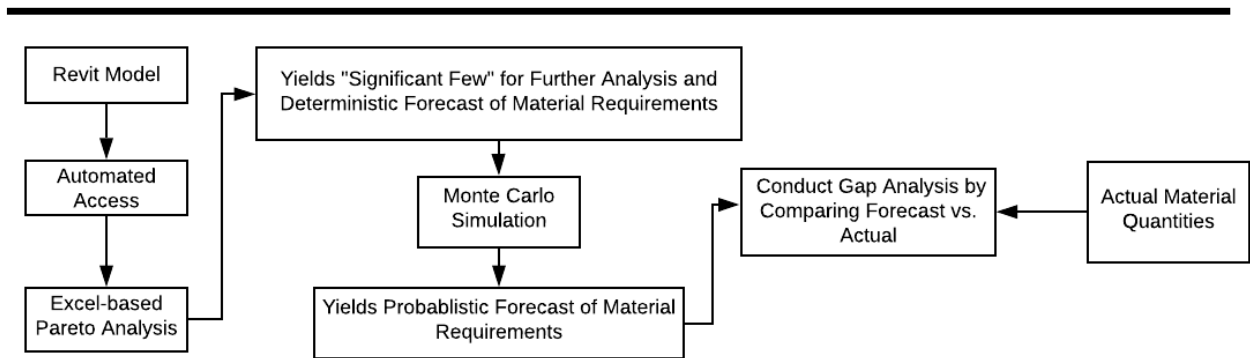 Revit Model
Automated
Access
Excel-based
Pareto Analysis
Yields "Significant Few" for Further Analysis and
Deterministic Forecast of Material Requirements
Monte Carlo
Simulation
Yields Probablistic Forecast of Material
Requirements
Conduct Gap Analysis by
Comparing Forecast vs.
Actual
Actual Material
Quantities